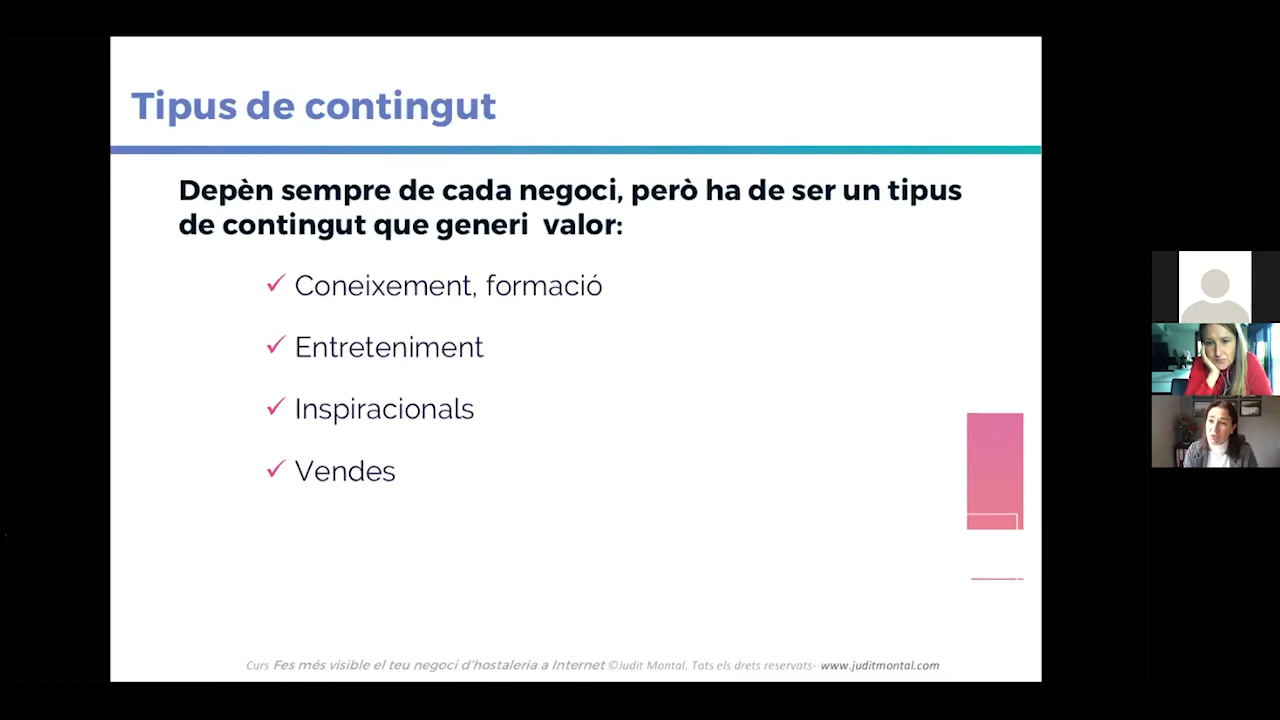 Tipus de contingut
Depèn sempre de cada negoci, però ha de ser un tipus
de contingut que generi valor:
✓ Coneixement, formació
✓ Entreteniment
✓ Inspiracionals
✓ Vendes
Curs Fes més visible el teu negoci d'hostaleria a Internet ©Judit Montal. Tots els drets reservats- www.juditmontal.com